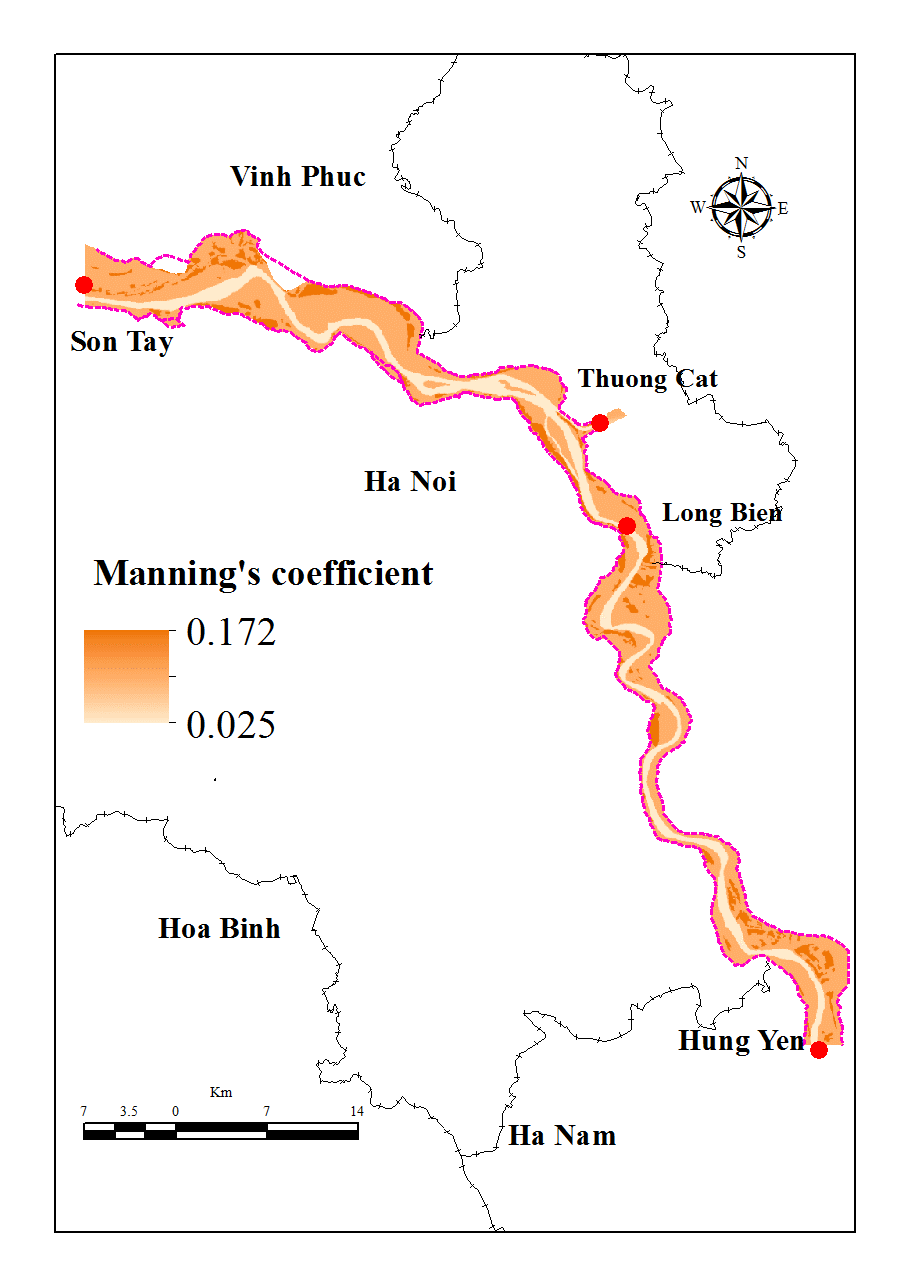 Vinh Phuc
N
W
E
S
Son Tay
Thuong Cat
Ha Noi
Long Bien
Manning's coefficient
0.172
0.025
Hoa Binh
Hung Yen
Km
7 3.5 0 7 14
Ha Nam